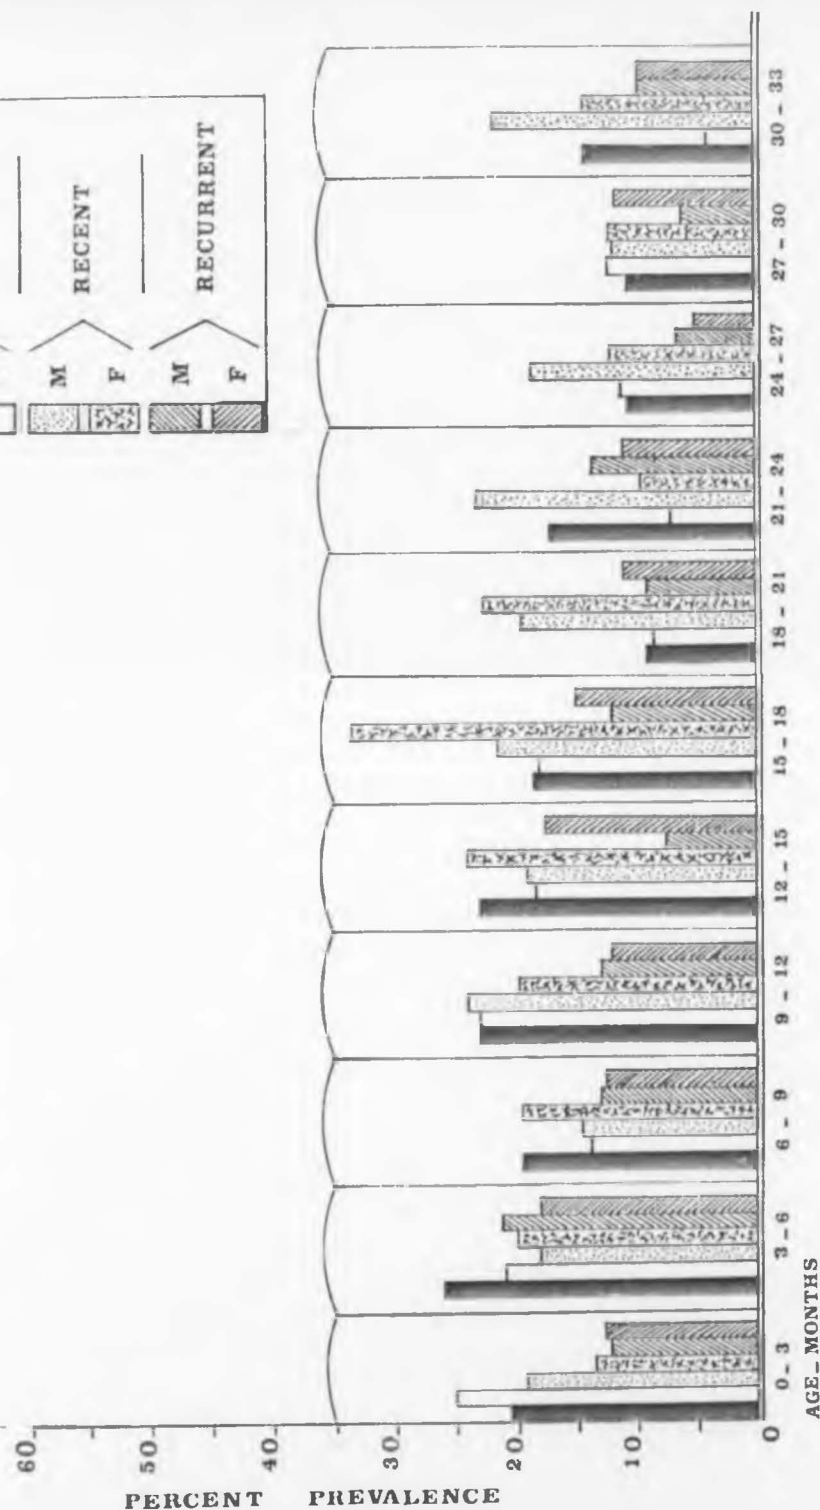 M
F
RECENT
M
F
RECURRENT
60
50
40
30
20
10
0
PERCENT PREVALENCE
0 - 3
3 - 6
6 - 9
9 - 12
12 - 15
15 - 18
18 - 21
21 - 24
24 - 27
27 - 30
30 - 33
AGE - MONTHS